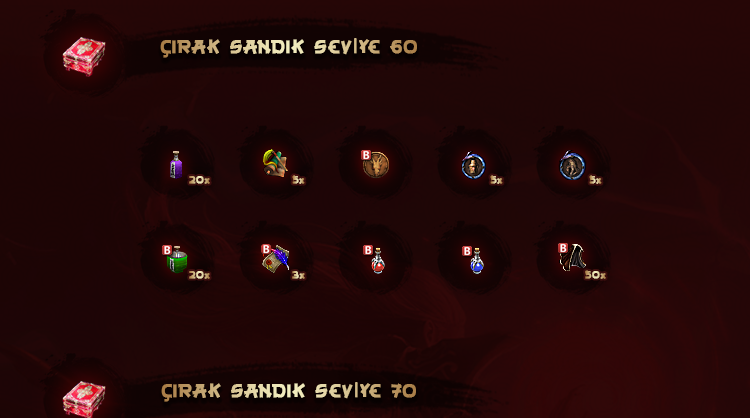 ÇIRAK SANDIK SEVİYE 60
20x
5x
B
5x
5x
B 20x
B 3x
B
B
B 50x
ÇIRAK SANDIK SEVİYE 70